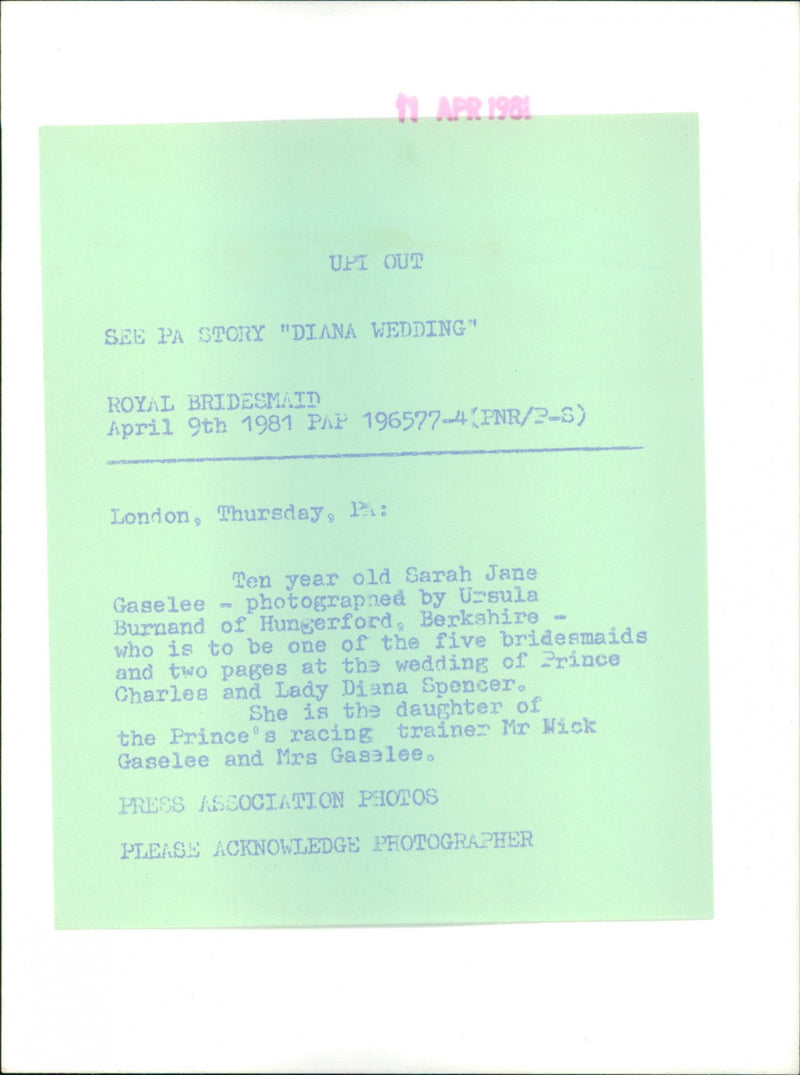 11 APR 1981
UPI OUT
SEE PA STORY "DIANA WEDDING"
ROYAL BRIDESMAID
April 9th 1981 PAP 196577-4(PNR/P-S)
London, Thursday, PA:
Ten year old Sarah Jane
Gaselee - photographed by Ursula
Burnand of Hungerford, Berkshire -
who is to be one of the five bridesmaids
and two pages at the wedding of Prince
Charles and Lady Diana Spencer.
She is the daughter of
the Prince's racing trainer Mr Nick
Gaselee and Mrs Gaselee.
PRESS ASSOCIATION PHOTOS
PLEASE ACKNOWLEDGE PHOTOGRAPHER